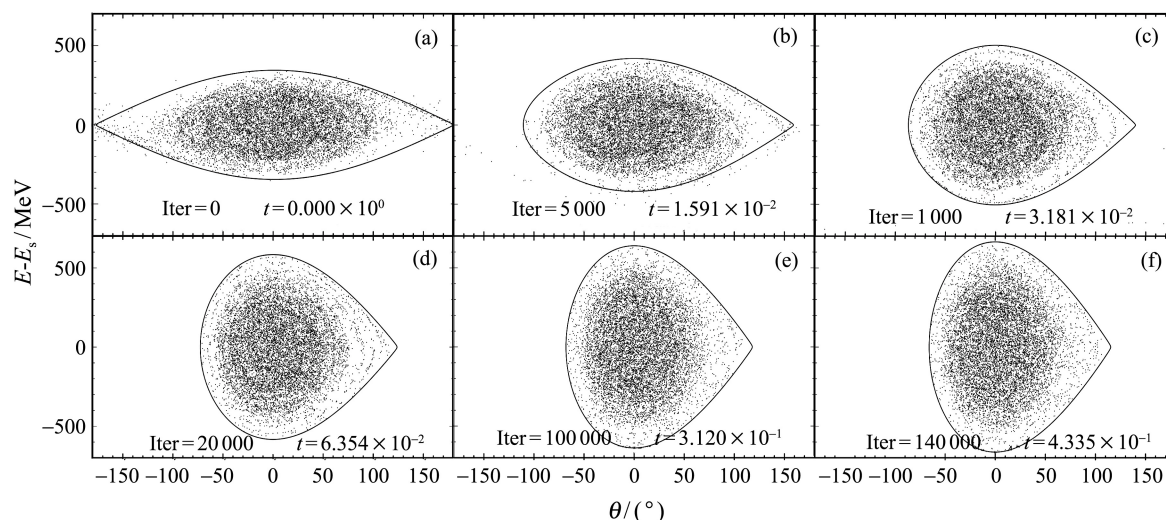 (a) (b) (c)
500
0
−500
Iter=0 t=0.000×10⁰
Iter=5 000 t=1.591×10⁻²
Iter=1 000 t=3.181×10⁻²
E-Eₛ/MeV
(d) (e) (f)
500
0
−500
Iter=20 000 t=6.354×10⁻²
Iter=100 000 t=3.120×10⁻¹
Iter=140 000 t=4.335×10⁻¹
−150 −100 −50 0 50 100 −150 −100 −50 0 50 100 −150 −100 −50 0 50 100 150
θ/(°)